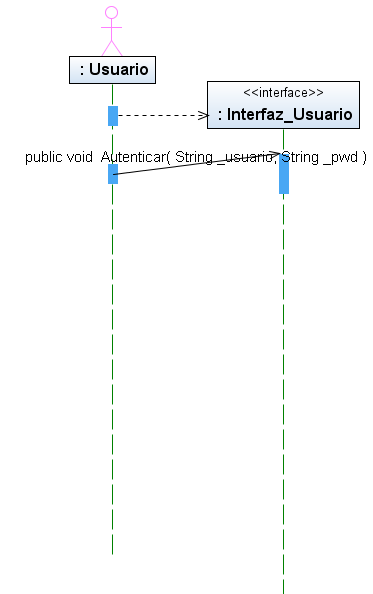 : Usuario
<<interface>>
: Interfaz_Usuario
public void Autenticar( String _usuario, String _pwd )